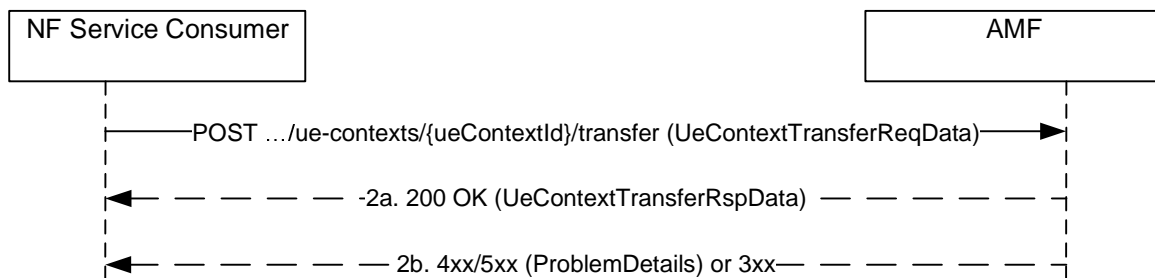 NF Service Consumer
AMF
POST …/ue-contexts/{ueContextId}/transfer (UeContextTransferReqData)
-2a. 200 OK (UeContextTransferRspData)
2b. 4xx/5xx (ProblemDetails) or 3xx